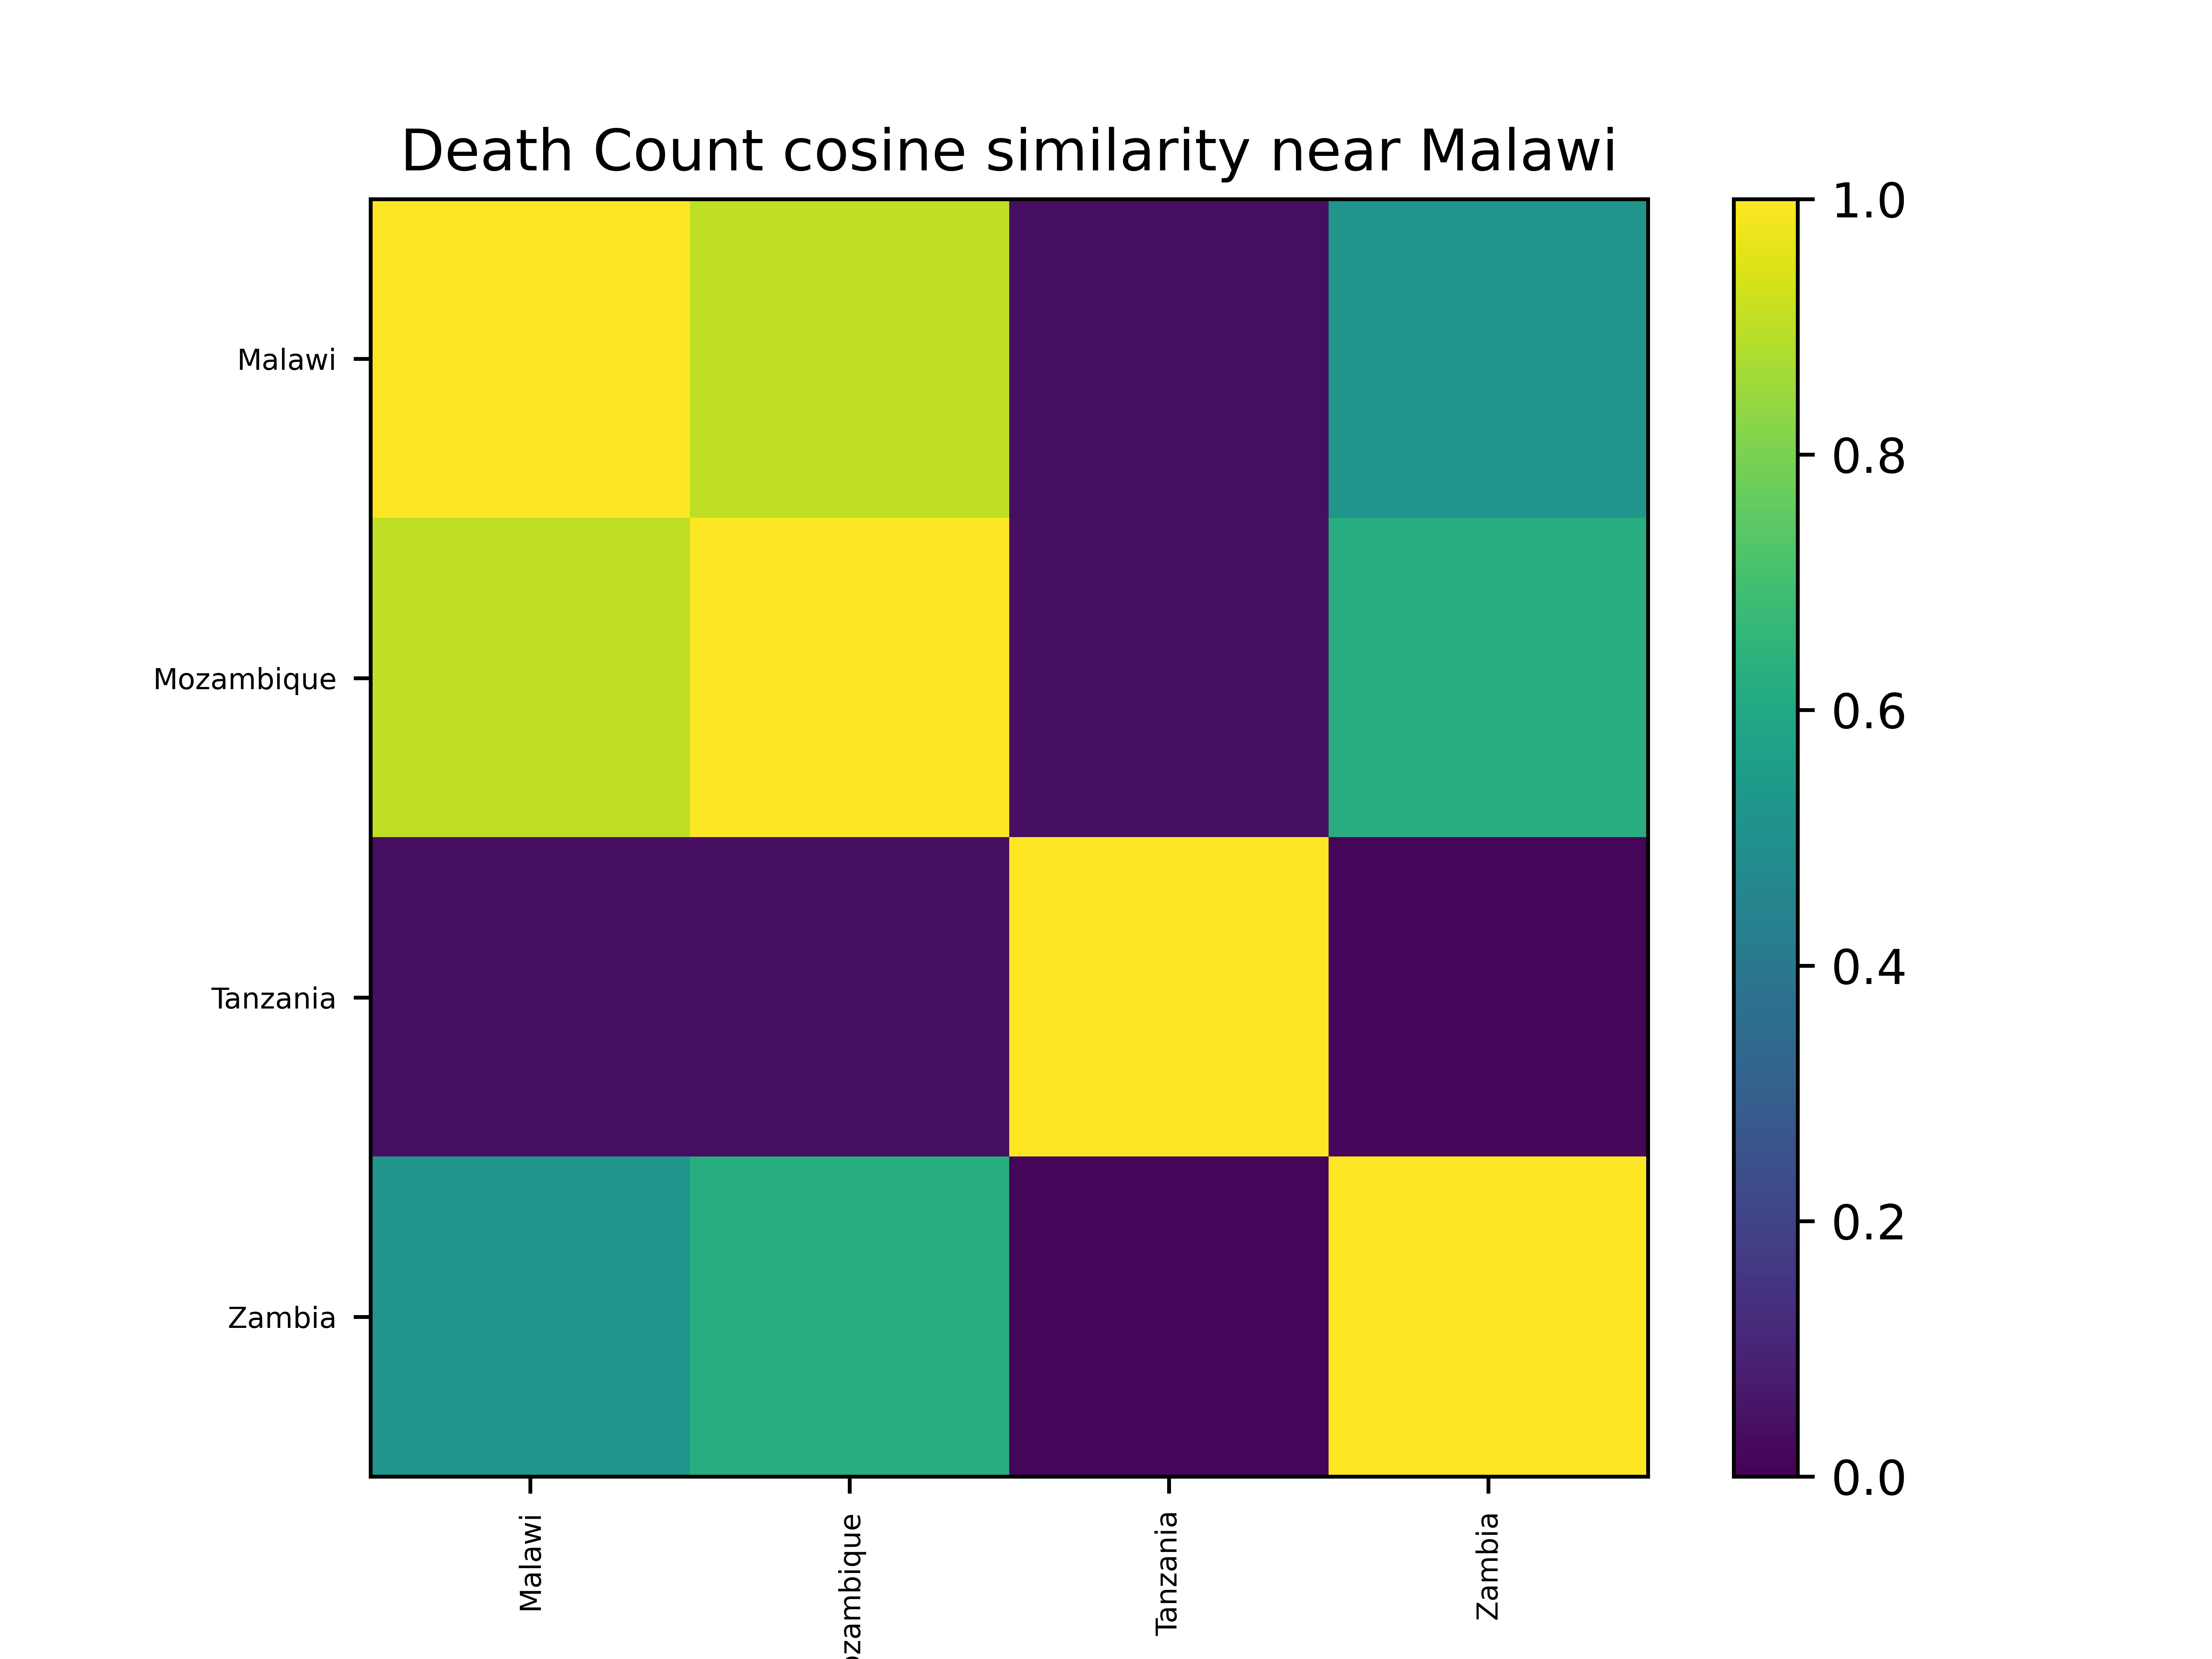 Death Count cosine similarity near Malawi
Malawi
Mozambique
Tanzania
Zambia
Malawi
ozambique
Tanzania
Zambia
1.0
0.8
0.6
0.4
0.2
0.0